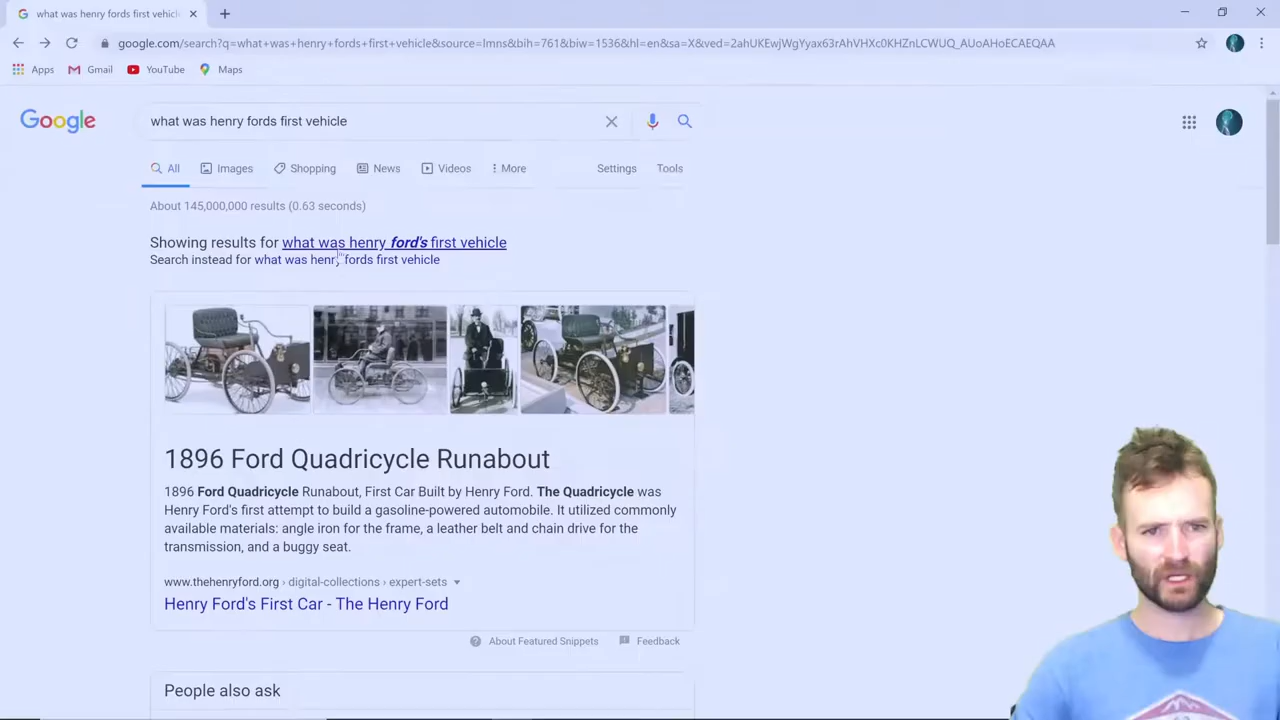 what was henry fords first vehicl
google.com/search?q=what+was+henry+fords+first+vehicle&source=lmns&bih=761&biw=1536&hl=en&sa=X&ved=2ahUKEwjWgYyax63rAhVHXc0KHZnLCWUQ_AUoAHoECAEQAA
Apps Gmail YouTube Maps
Google what was henry fords first vehicle
All Images Shopping News Videos More Settings Tools
About 145,000,000 results (0.63 seconds)
Showing results for what was henry ford's first vehicle
Search instead for what was henry fords first vehicle
1896 Ford Quadricycle Runabout
1896 Ford Quadricycle Runabout, First Car Built by Henry Ford. The Quadricycle was
Henry Ford's first attempt to build a gasoline-powered automobile. It utilized commonly
available materials: angle iron for the frame, a leather belt and chain drive for the
transmission, and a buggy seat.
www.thehenryford.org › digital-collections › expert-sets
Henry Ford's First Car - The Henry Ford
About Featured Snippets Feedback
People also ask